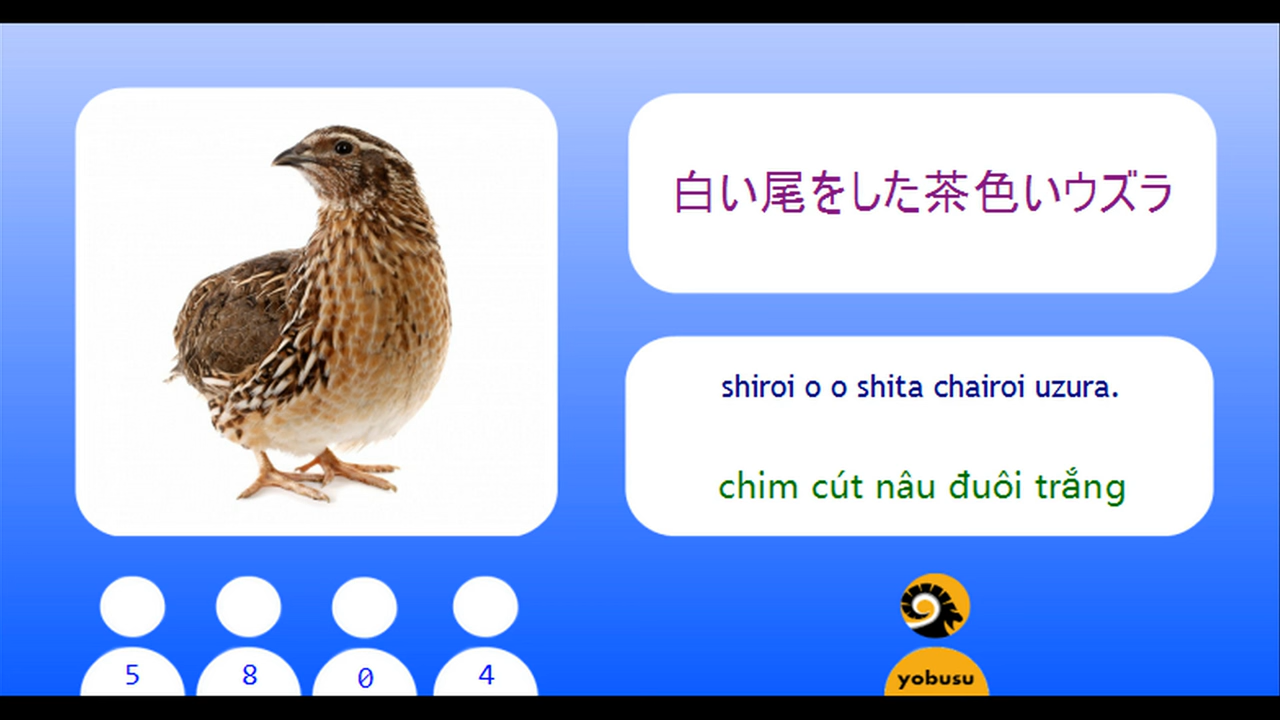 白い尾をした茶色いウズラ
shiroi o o shita chairoi uzura.
chim cút nâu đuôi trắng
5 8 0 4
yobusu